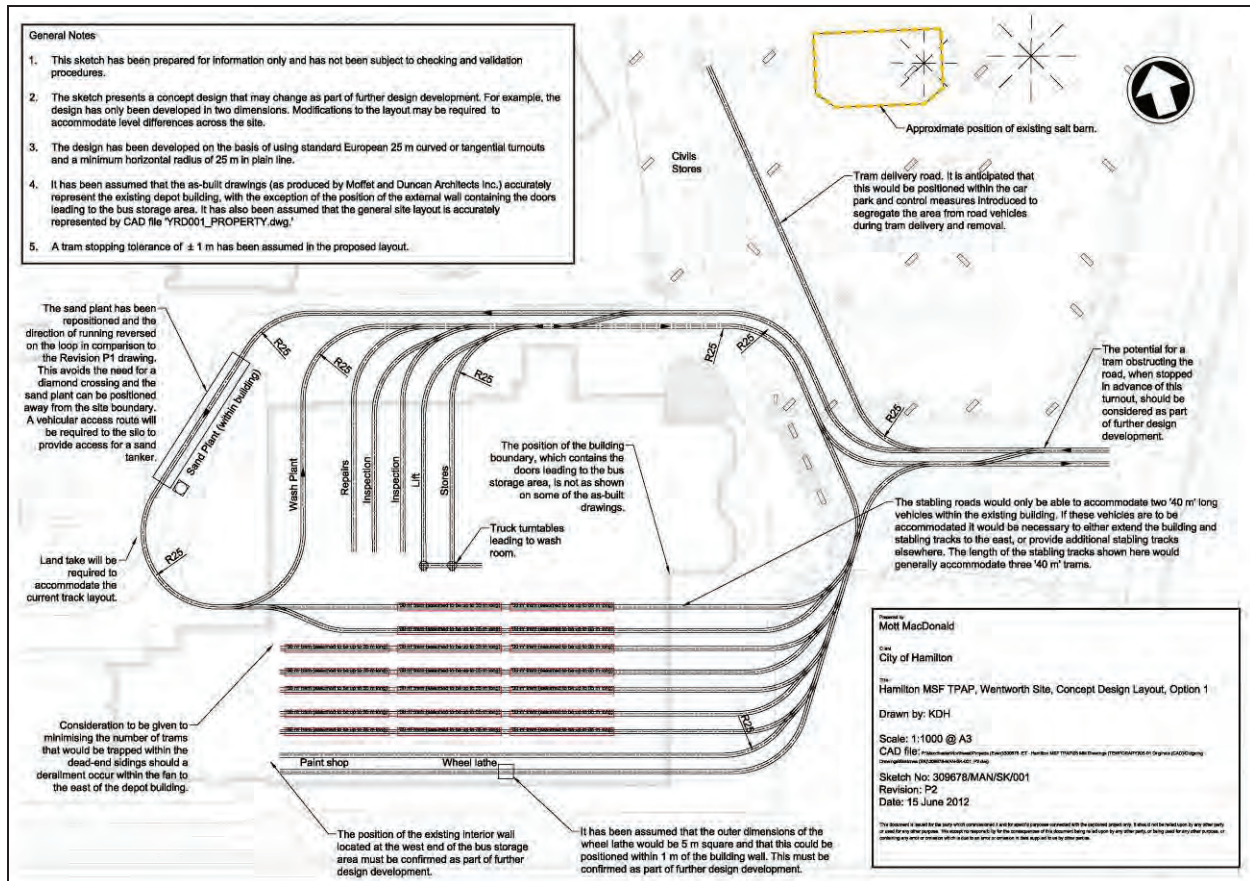 General Notes
1. This sketch has been prepared for information only and has not been subject to checking and validation
procedures.
2. The sketch presents a concept design that may change as part of further design development. For example, the
design has only been developed in two dimensions. Modifications to the layout may be required to
accommodate level differences across the site.
3. The design has been developed on the basis of using standard European 25 m curved or tangential turnouts
and a minimum horizontal radius of 25 m in plain line.
4. It has been assumed that the as-built drawings (as produced by Moffet and Duncan Architects Inc.) accurately
represent the existing depot building, with the exception of the position of the external wall containing the doors
leading to the bus storage area. It has also been assumed that the general site layout is accurately
represented by CAD file 'YRD001_PROPERTY.dwg.'
5. A tram stopping tolerance of ± 1 m has been assumed in the proposed layout.
Approximate position of existing salt barn.
Civils
Stores
Tram delivery road. It is anticipated that
this would be positioned within the car
park and control measures introduced to
segregate the area from road vehicles
during tram delivery and removal.
The sand plant has been
repositioned and the
direction of running reversed
on the loop in comparison to
the Revision P1 drawing.
This avoids the need for a
diamond crossing and the
sand plant can be positioned
away from the site boundary.
A vehicular access route will
be required to the silo to
provide access for a sand
tanker.
R25
R25
R25
R25
R25
R25
Sand Plant (within building)
Wash Plant
Repairs
Inspection
Inspection
Lift
Stores
The potential for a
tram obstructing the
road, when stopped
in advance of this
turnout, should be
considered as part
of further design
development.
The position of the building
boundary, which contains the
doors leading to the bus
storage area, is not as shown
on some of the as-built
drawings.
The stabling roads would only be able to accommodate two '40 m' long
vehicles within the existing building. If these vehicles are to be
accommodated it would be necessary to either extend the building and
stabling tracks to the east, or provide additional stabling tracks
elsewhere. The length of the stabling tracks shown here would
generally accommodate three '40 m' trams.
Truck turntables
leading to wash
room.
Land take will be
required to
accommodate the
current track layout.
R25
Consideration to be given to
minimising the number of trams
that would be trapped within the
dead-end sidings should a
derailment occur within the fan to
the east of the depot building.
R25
Paint shop
Wheel lathe
The position of the existing interior wall
located at the west end of the bus storage
area must be confirmed as part of further
design development.
It has been assumed that the outer dimensions of the
wheel lathe would be 5 m square and that this could be
positioned within 1 m of the building wall. This must be
confirmed as part of further design development.
Mott MacDonald
Client
City of Hamilton
Title
Hamilton MSF TPAP, Wentworth Site, Concept Design Layout, Option 1
Drawn by: KDH
Scale: 1:1000 @ A3
CAD file:
Sketch No: 309678/MAN/SK/001
Revision: P2
Date: 15 June 2012